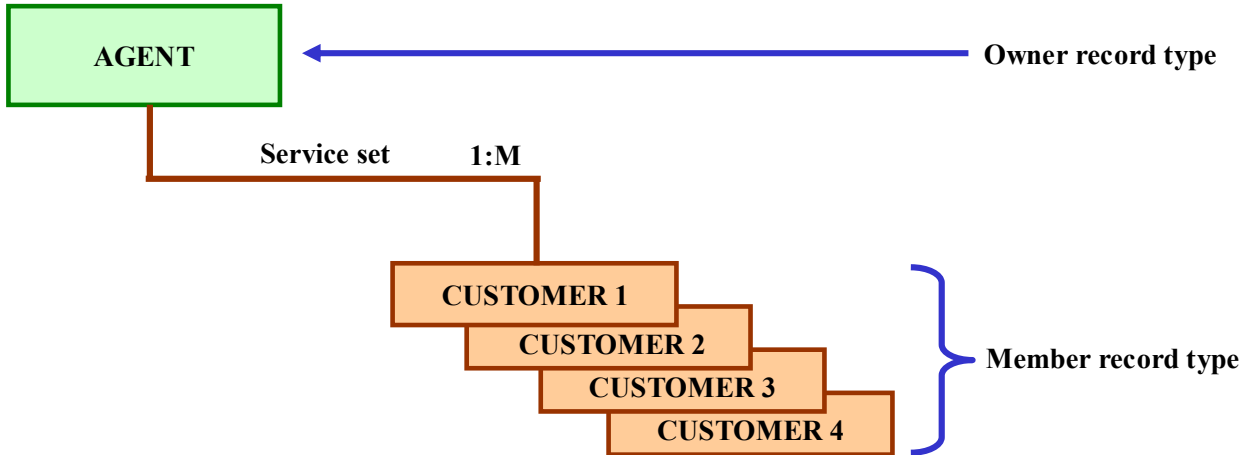 AGENT
Owner record type
Service set 1:M
CUSTOMER 1
CUSTOMER 2
CUSTOMER 3
CUSTOMER 4
Member record type